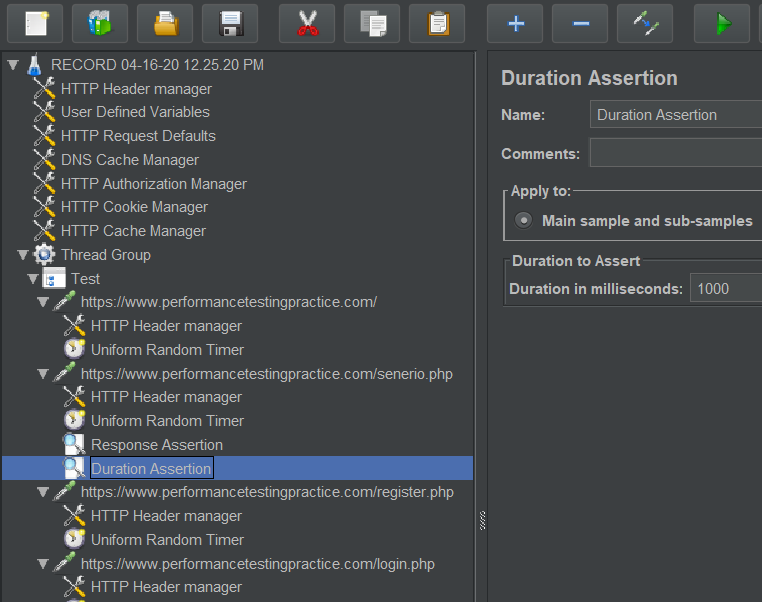 RECORD 04-16-20 12.25.20 PM
HTTP Header manager
User Defined Variables
HTTP Request Defaults
DNS Cache Manager
HTTP Authorization Manager
HTTP Cookie Manager
HTTP Cache Manager
Thread Group
Test
https://www.performancetestingpractice.com/
HTTP Header manager
Uniform Random Timer
https://www.performancetestingpractice.com/senerio.php
HTTP Header manager
Uniform Random Timer
Response Assertion
Duration Assertion
https://www.performancetestingpractice.com/register.php
HTTP Header manager
Uniform Random Timer
https://www.performancetestingpractice.com/login.php
HTTP Header manager
Duration Assertion
Name: Duration Assertion
Comments:
Apply to:
Main sample and sub-samples
Duration to Assert
Duration in milliseconds: 1000